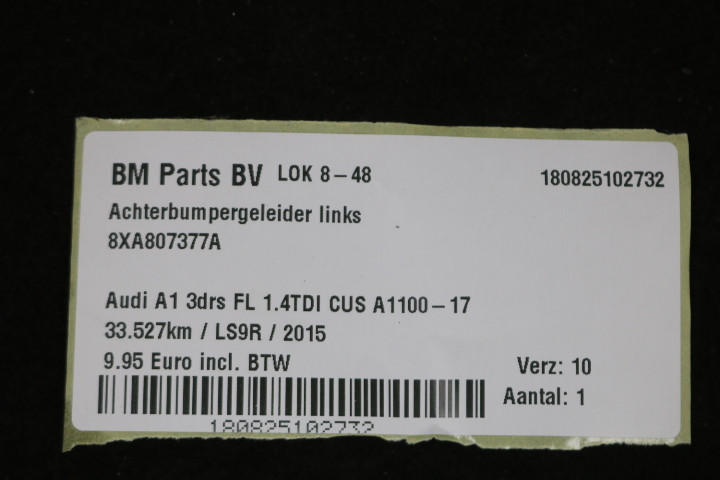 BM Parts BV LOK 8-48 180825102732
Achterbumpergeleider links
8XA807377A
Audi A1 3drs FL 1.4TDI CUS A1100-17
33.527km / LS9R / 2015
9.95 Euro incl. BTW Verz: 10
Aantal: 1
180825102732